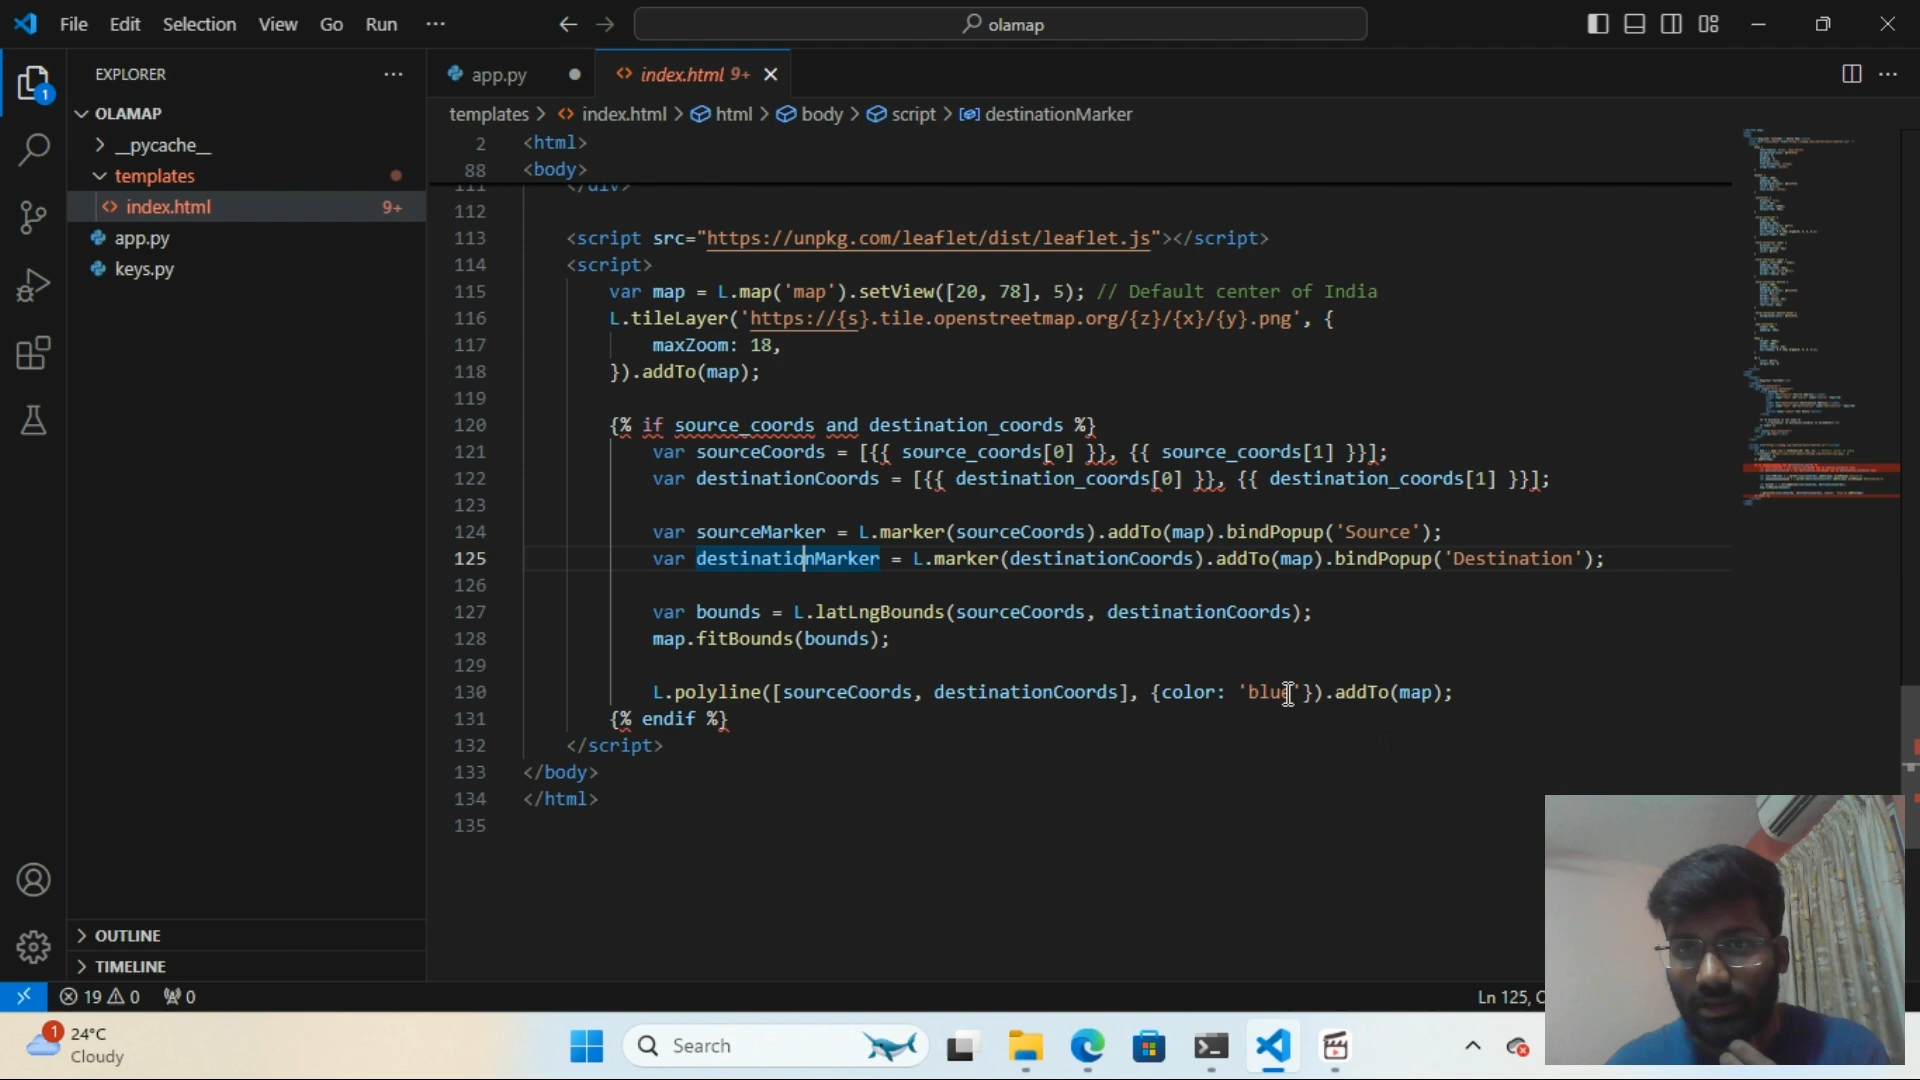 File Edit Selection View Go Run ···
olamap
EXPLORER ···
app.py
index.html 9+
1
OLAMAP
templates > index.html > html > body > script > destinationMarker
__pycache__
templates
index.html 9+
app.py
keys.py
2 <html>
88 <body>
111 </div>
112
113 <script src="https://unpkg.com/leaflet/dist/leaflet.js"></script>
114 <script>
115 var map = L.map('map').setView([20, 78], 5); // Default center of India
116 L.tileLayer('https://{s}.tile.openstreetmap.org/{z}/{x}/{y}.png', {
117 maxZoom: 18,
118 }).addTo(map);
119
120 {% if source_coords and destination_coords %}
121 var sourceCoords = [{{ source_coords[0] }}, {{ source_coords[1] }}];
122 var destinationCoords = [{{ destination_coords[0] }}, {{ destination_coords[1] }}];
123
124 var sourceMarker = L.marker(sourceCoords).addTo(map).bindPopup('Source');
125 var destinationMarker = L.marker(destinationCoords).addTo(map).bindPopup('Destination');
126
127 var bounds = L.latLngBounds(sourceCoords, destinationCoords);
128 map.fitBounds(bounds);
129
130 L.polyline([sourceCoords, destinationCoords], {color: 'blue'}).addTo(map);
131 {% endif %}
132 </script>
133 </body>
134 </html>
135
OUTLINE
TIMELINE
19 0 0
Ln 125,
1
24°C
Cloudy
Search